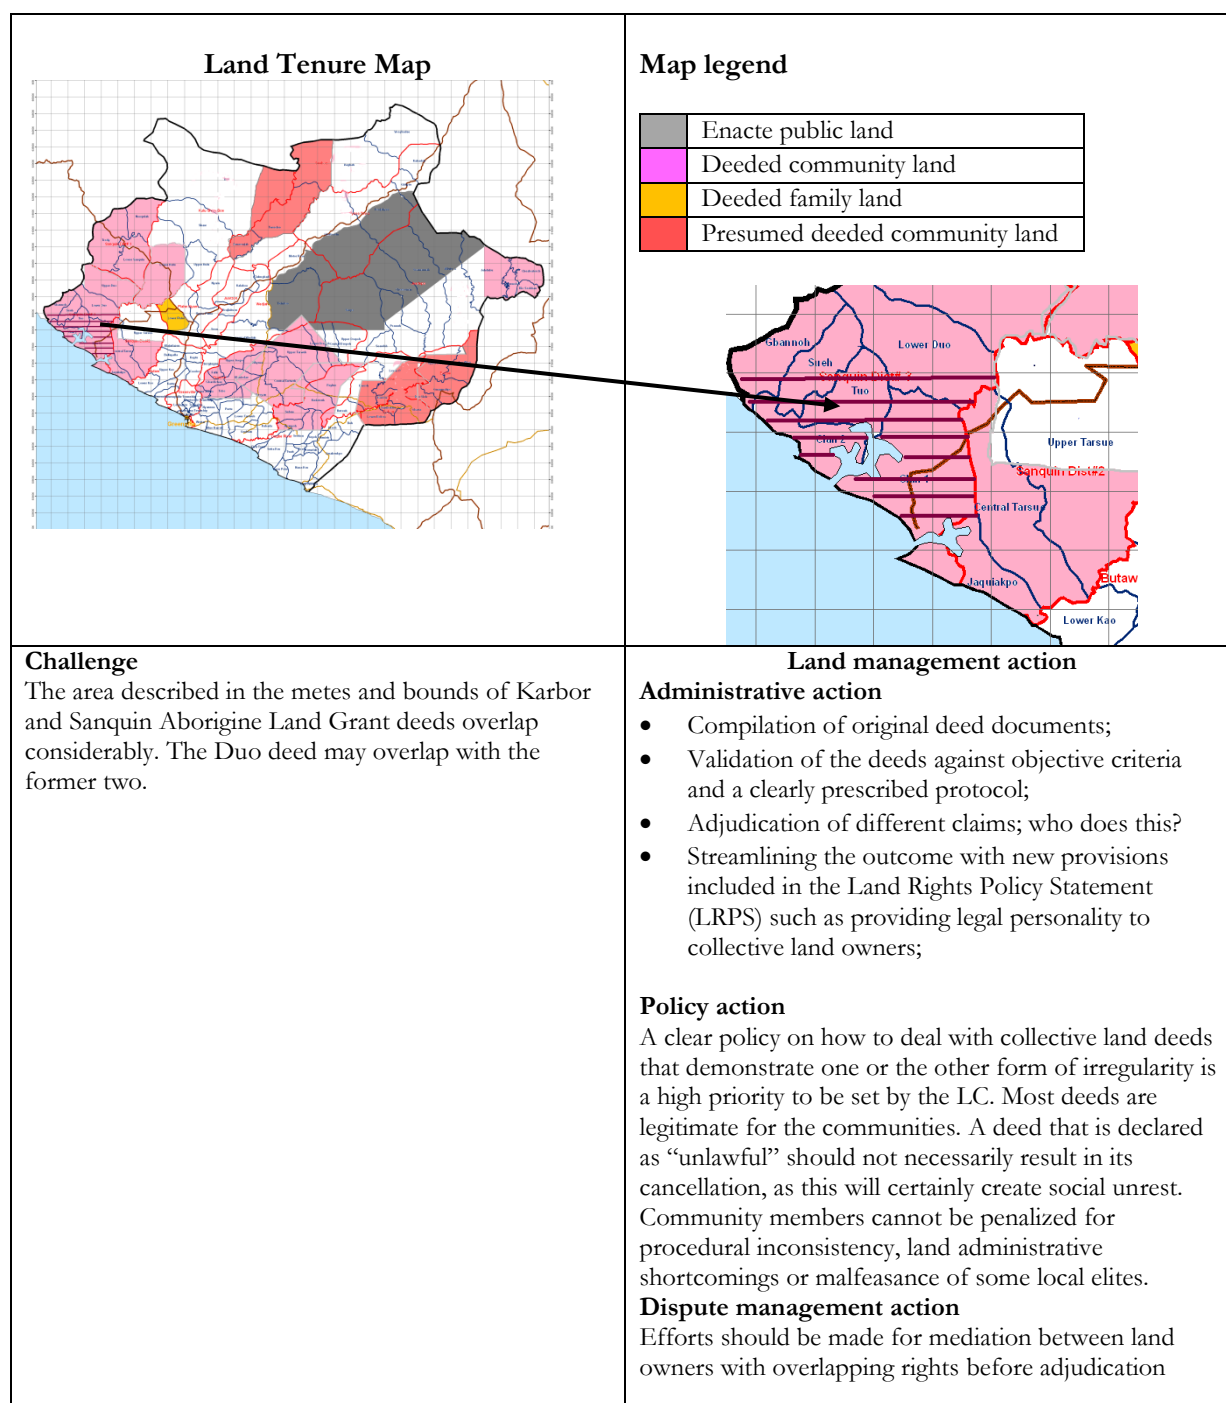 Land Tenure Map
Map legend
Enacte public land
Deeded community land
Deeded family land
Presumed deeded community land
Gbannoh
Lower Duo
Sueh
Sanquin Dist# 3
Tuo
Clan 2
Upper Tarsue
Sanquin Dist#2
Central Tarsue
Jaquiakpo
Butaw
Lower Kao
Challenge
The area described in the metes and bounds of Karbor
and Sanquin Aborigine Land Grant deeds overlap
considerably. The Duo deed may overlap with the
former two.
Land management action
Administrative action
• Compilation of original deed documents;
• Validation of the deeds against objective criteria
and a clearly prescribed protocol;
• Adjudication of different claims; who does this?
• Streamlining the outcome with new provisions
included in the Land Rights Policy Statement
(LRPS) such as providing legal personality to
collective land owners;
Policy action
A clear policy on how to deal with collective land deeds
that demonstrate one or the other form of irregularity is
a high priority to be set by the LC. Most deeds are
legitimate for the communities. A deed that is declared
as “unlawful” should not necessarily result in its
cancellation, as this will certainly create social unrest.
Community members cannot be penalized for
procedural inconsistency, land administrative
shortcomings or malfeasance of some local elites.
Dispute management action
Efforts should be made for mediation between land
owners with overlapping rights before adjudication